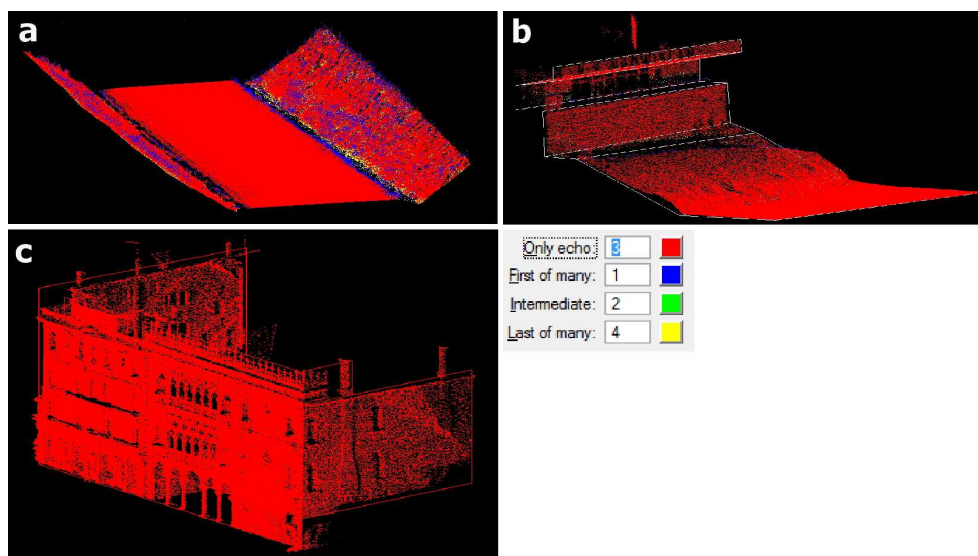 a
b
c
Only echo: 3
First of many: 1
Intermediate: 2
Last of many: 4